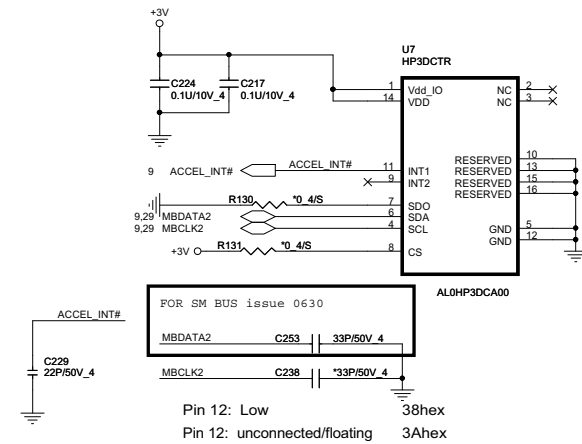 +3V
U7
HP3DCTR
C224
0.1U/10V_4
C217
0.1U/10V_4
1
14
Vdd_IO
VDD
NC
NC
2
3
9 ACCEL_INT#
ACCEL_INT#
11
9
INT1
INT2
RESERVED
RESERVED
RESERVED
RESERVED
10
13
15
16
R130
*0_4/S
7
SDO
9,29 MBDATA2
6
SDA
9,29 MBCLK2
4
SCL
GND
GND
5
12
+3V
R131
*0_4/S
8
CS
AL0HP3DCA00
FOR SM BUS issue 0630
ACCEL_INT#
MBDATA2
C253
33P/50V_4
C229
22P/50V_4
MBCLK2
C238
*33P/50V_4
Pin 12: Low 38hex
Pin 12: unconnected/floating 3Ahex